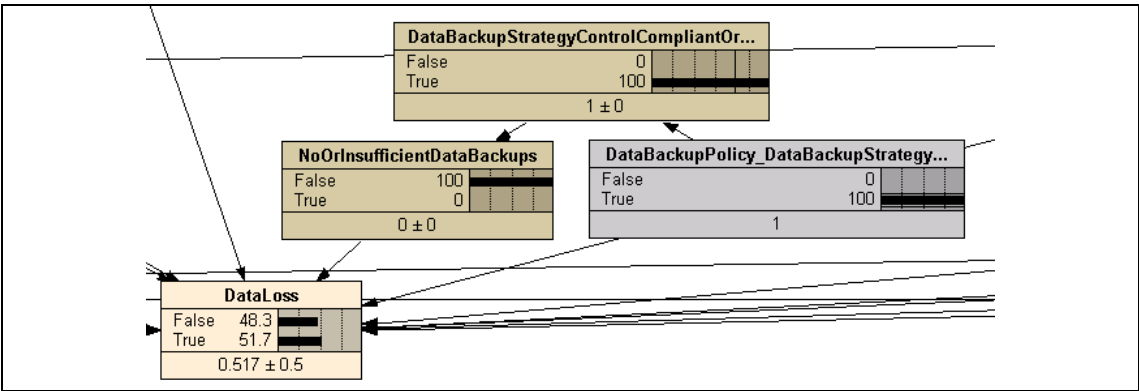 DataBackupStrategyControlCompliantOr...
False 0
True 100
1 ± 0
NoOrInsufficientDataBackups
False 100
True 0
0 ± 0
DataBackupPolicy_DataBackupStrategy...
False 0
True 100
1
DataLoss
False 48.3
True 51.7
0.517 ± 0.5